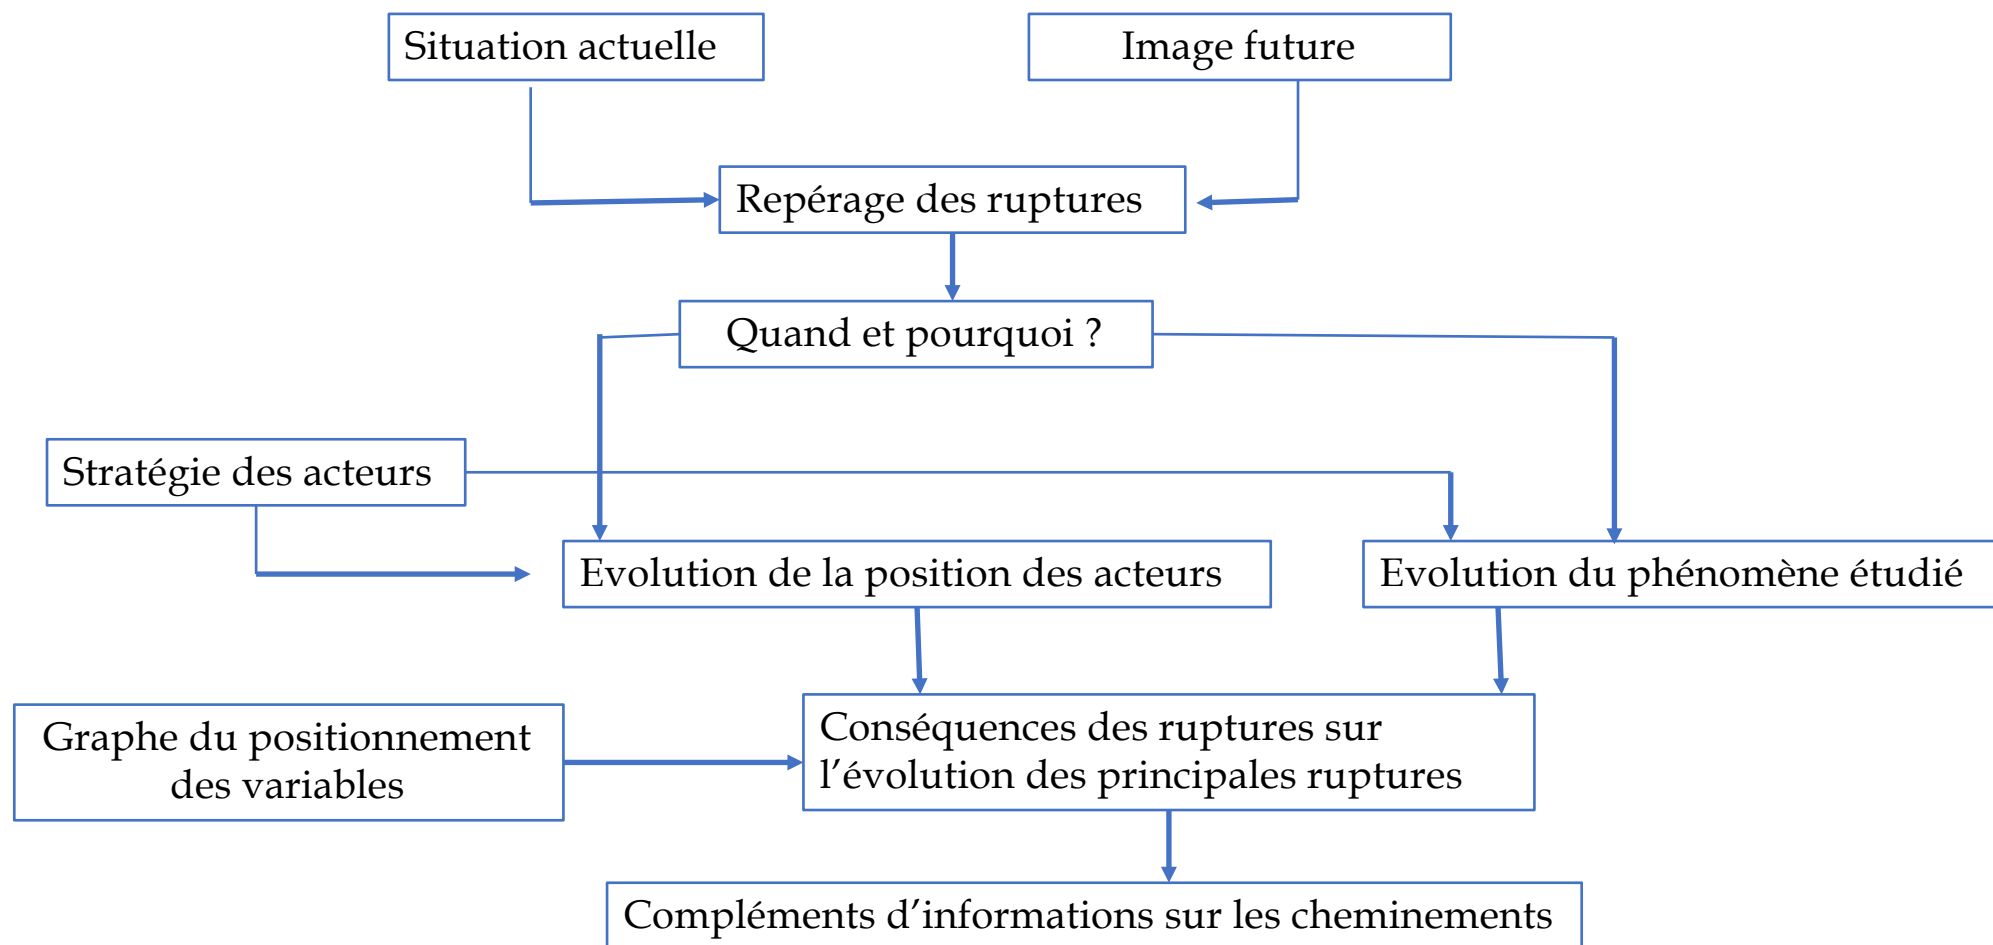 Situation actuelle
Image future
Repérage des ruptures
Quand et pourquoi ?
Stratégie des acteurs
Evolution de la position des acteurs
Evolution du phénomène étudié
Graphe du positionnement
des variables
Conséquences des ruptures sur
l’évolution des principales ruptures
Compléments d’informations sur les cheminements